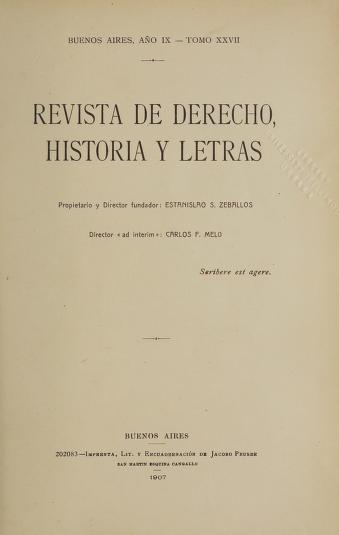 BUENOS AIRES, AÑO IX — TOMO XXVII
REVISTA DE DERECHO,
HISTORIA Y LETRAS
Propietario y Director fundador: ESTANISLAO S. ZEBALLOS
Director «ad interim»: CARLOS F. MELO
Scribere est agere.
BUENOS AIRES
202083—Imprenta, Lit. y Encuadernación de Jacobo Peuser
SAN MARTIN ESQUINA CANGALLO
1907